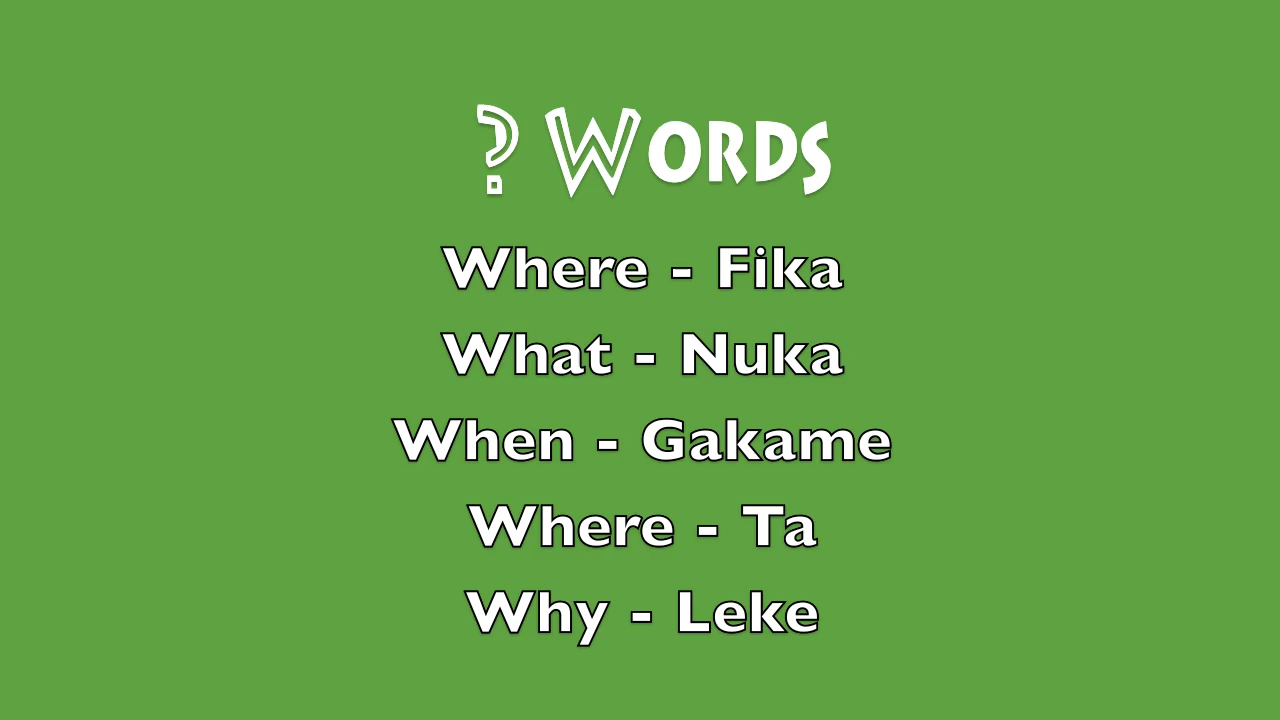 ? Words
Where - Fika
What - Nuka
When - Gakame
Where - Ta
Why - Leke